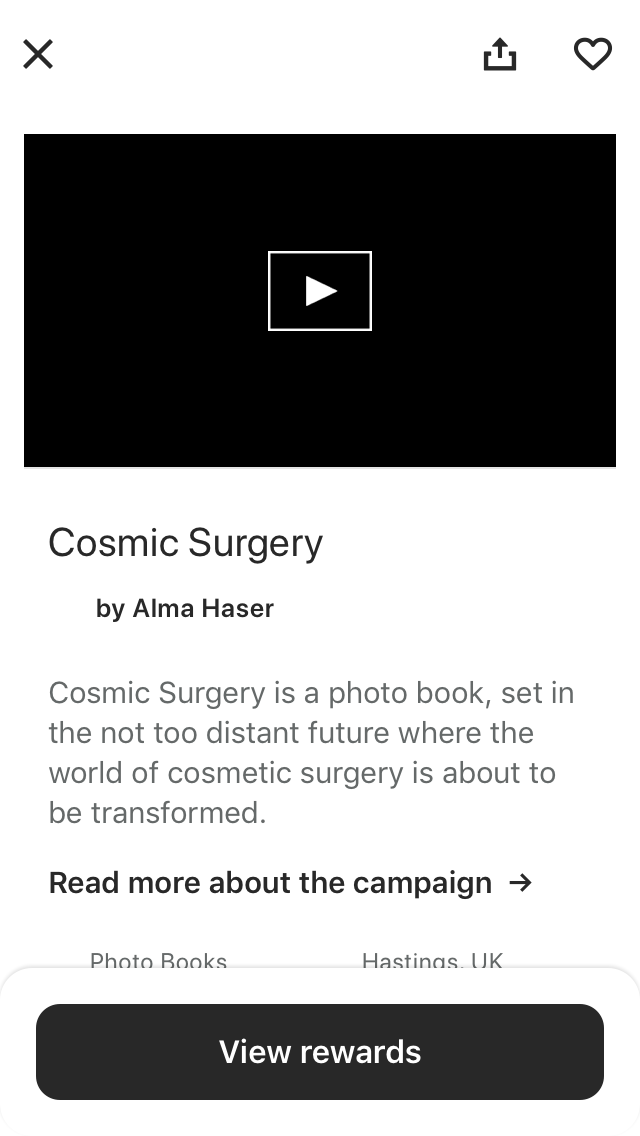 Cosmic Surgery
by Alma Haser
Cosmic Surgery is a photo book, set in
the not too distant future where the
world of cosmetic surgery is about to
be transformed.
Read more about the campaign →
Photo Books
Hastings, UK
View rewards